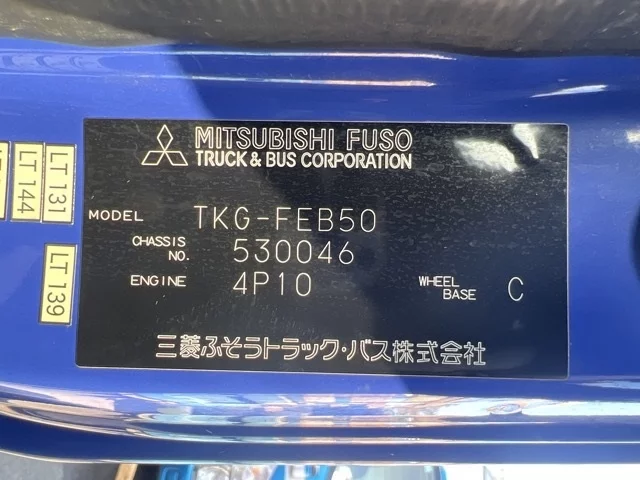 MITSUBISHI FUSO
TRUCK & BUS CORPORATION
MODEL TKG-FEB50
CHASSIS NO. 530046
ENGINE 4P10
WHEEL BASE C
三菱ふそうトラック・バス株式会社
LT 131
LT 144
LT 139